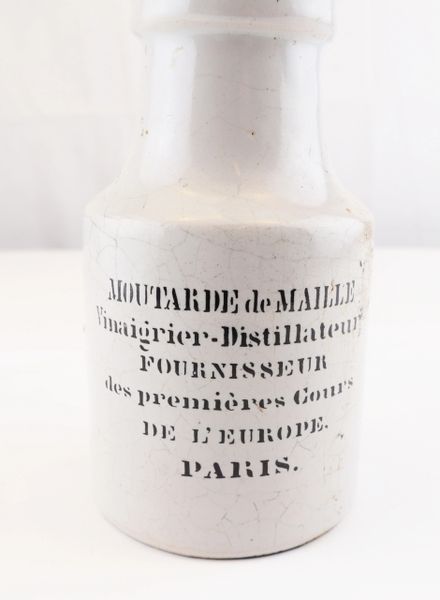 MOUTARDE de MAILLE
Vinaigrier-Distillateur
FOURNISSEUR
des premières Cours
DE L'EUROPE.
PARIS.